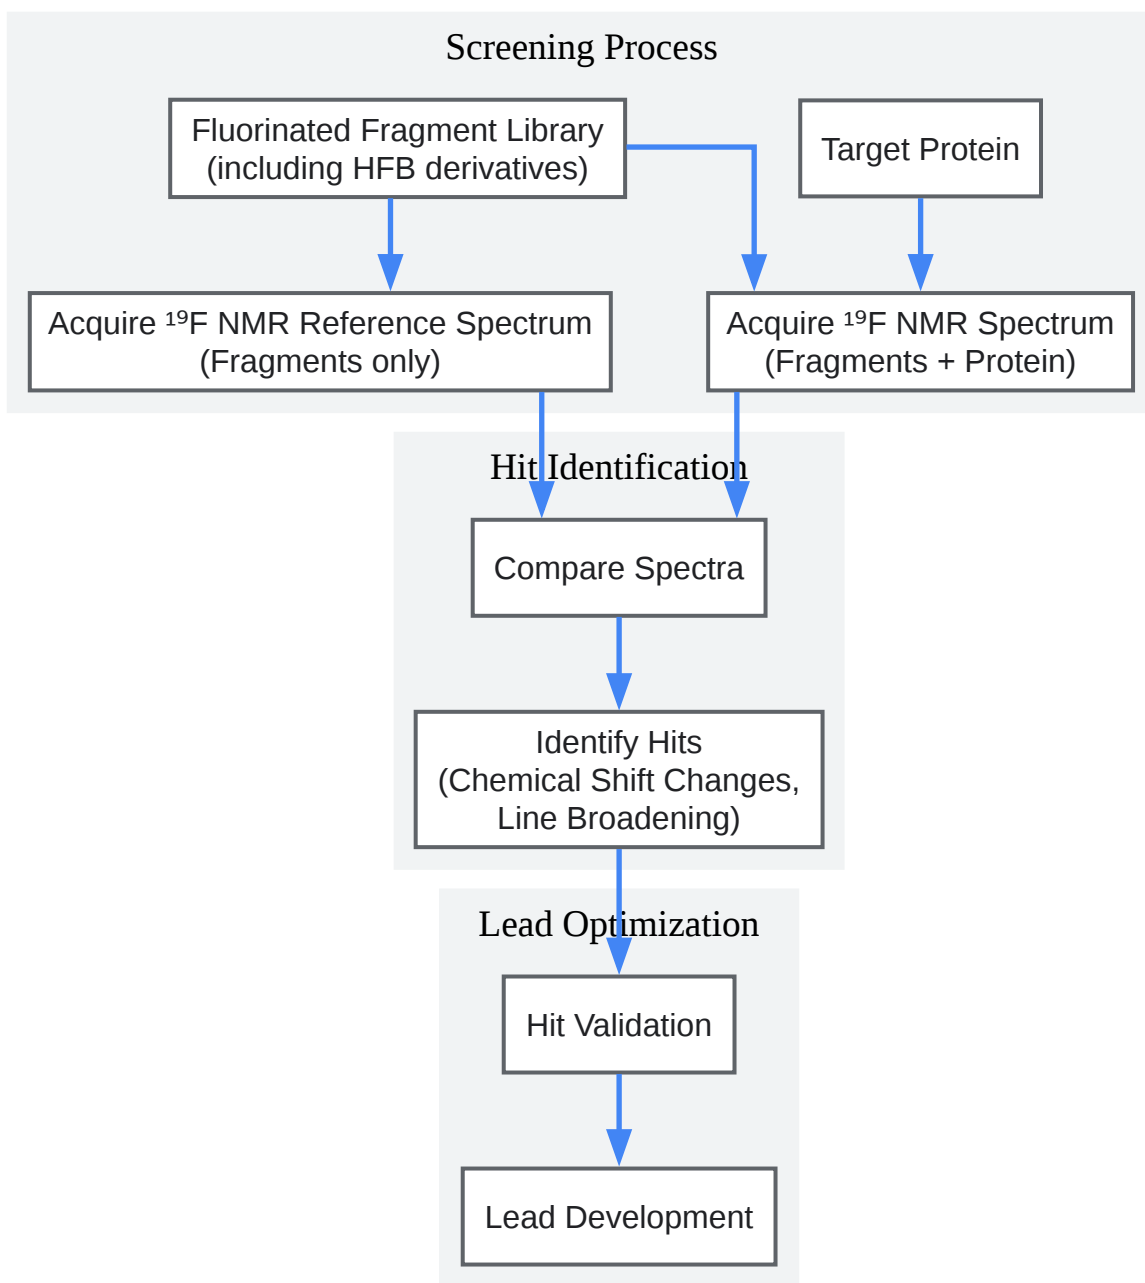 Screening Process
Fluorinated Fragment Library
(including HFB derivatives)
Target Protein
Acquire ¹⁹F NMR Reference Spectrum
(Fragments only)
Acquire ¹⁹F NMR Spectrum
(Fragments + Protein)
Hit Identification
Compare Spectra
Identify Hits
(Chemical Shift Changes,
Line Broadening)
Lead Optimization
Hit Validation
Lead Development